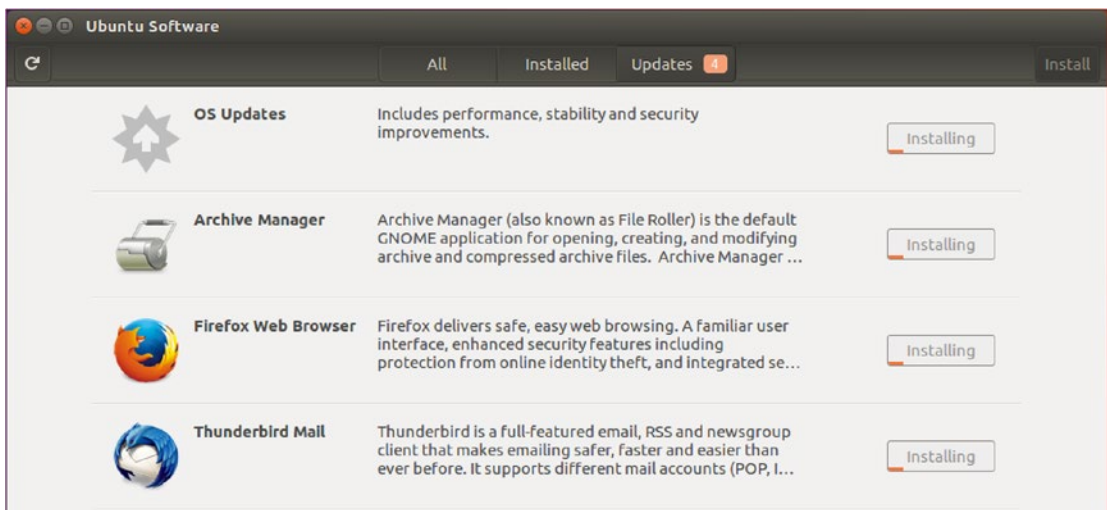 Ubuntu Software
All Installed Updates 4 Install
OS Updates
Includes performance, stability and security
improvements.
Installing
Archive Manager
Archive Manager (also known as File Roller) is the default
GNOME application for opening, creating, and modifying
archive and compressed archive files. Archive Manager ...
Installing
Firefox Web Browser
Firefox delivers safe, easy web browsing. A familiar user
interface, enhanced security features including
protection from online identity theft, and integrated se...
Installing
Thunderbird Mail
Thunderbird is a full-featured email, RSS and newsgroup
client that makes emailing safer, faster and easier than
ever before. It supports different mail accounts (POP, I...
Installing